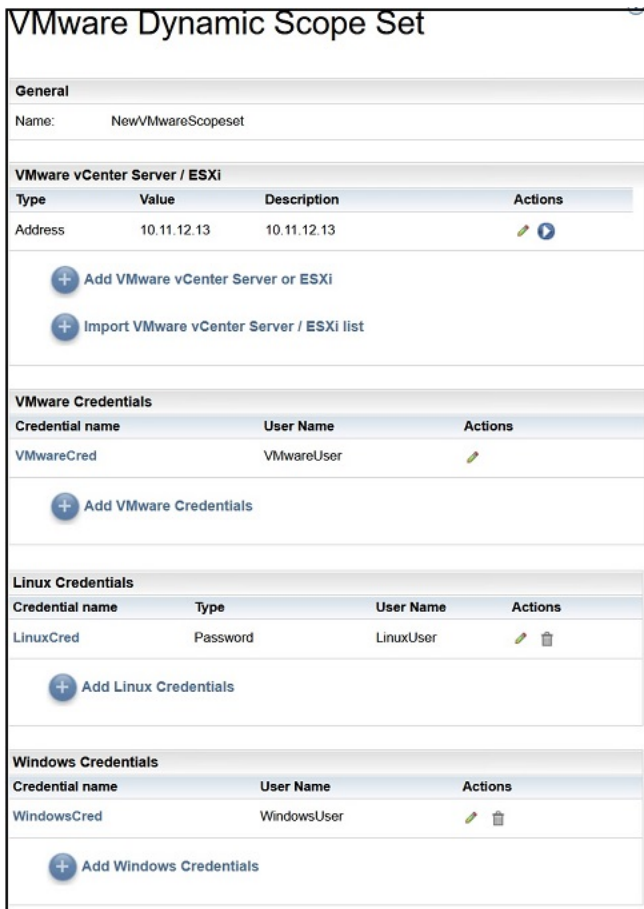 VMware Dynamic Scope Set
General
Name: NewVMwareScopeset
VMware vCenter Server / ESXi
Type Value Description Actions
Address 10.11.12.13 10.11.12.13
Add VMware vCenter Server or ESXi
Import VMware vCenter Server / ESXi list
VMware Credentials
Credential name User Name Actions
VMwareCred VMwareUser
Add VMware Credentials
Linux Credentials
Credential name Type User Name Actions
LinuxCred Password LinuxUser
Add Linux Credentials
Windows Credentials
Credential name User Name Actions
WindowsCred WindowsUser
Add Windows Credentials